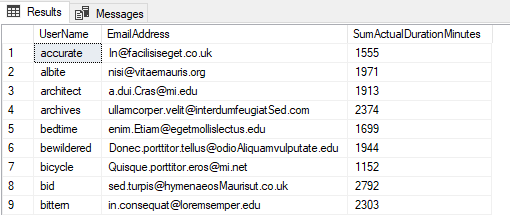 Results Messages
UserName EmailAddress SumActualDurationMinutes
1 accurate In@facilisiseget.co.uk 1555
2 albite nisi@vitaemauris.org 1971
3 architect a.dui.Cras@mi.edu 1913
4 archives ullamcorper.velit@interdumfeugiatSed.com 2374
5 bedtime enim.Etiam@egetmollislectus.edu 1699
6 bewildered Donec.porttitor.tellus@odioAliquamvulputate.edu 1944
7 bicycle Quisque.porttitor.eros@mi.net 1152
8 bid sed.turpis@hymenaeosMaurisut.co.uk 2792
9 bittern in.consequat@loremsemper.edu 2303